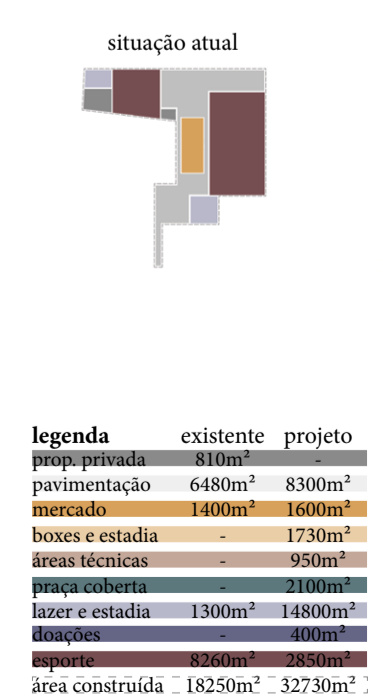 situação atual
legenda existente projeto
prop. privada 810m² -
pavimentação 6480m² 8300m²
mercado 1400m² 1600m²
boxes e estadia - 1730m²
áreas técnicas - 950m²
praça coberta - 2100m²
lazer e estadia 1300m² 14800m²
doações - 400m²
esporte 8260m² 2850m²
área construída 18250m² 32730m²